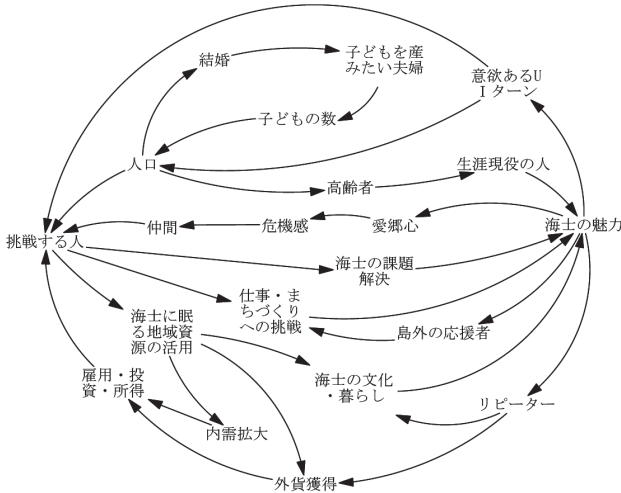 結婚
子どもを産
みたい夫婦
意欲あるU
Iターン
子どもの数
人口
高齢者
生涯現役の人
仲間
危機感
愛郷心
海士の魅力
挑戦する人
海士の課題
解決
仕事・ま
ちづくり
への挑戦
島外の応援者
海士に眠
る地域資
源の活用
雇用・投
資・所得
海士の文化
・暮らし
リピーター
内需拡大
外貨獲得